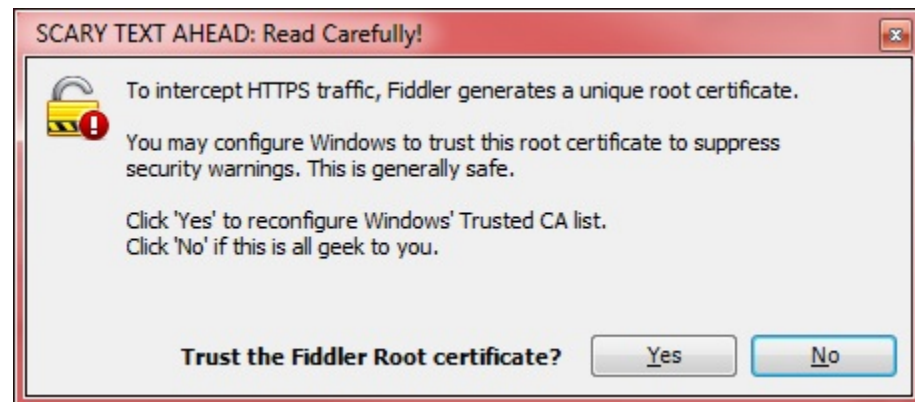 SCARY TEXT AHEAD: Read Carefully!
To intercept HTTPS traffic, Fiddler generates a unique root certificate.
You may configure Windows to trust this root certificate to suppress
security warnings. This is generally safe.
Click 'Yes' to reconfigure Windows' Trusted CA list.
Click 'No' if this is all geek to you.
Trust the Fiddler Root certificate? Yes No